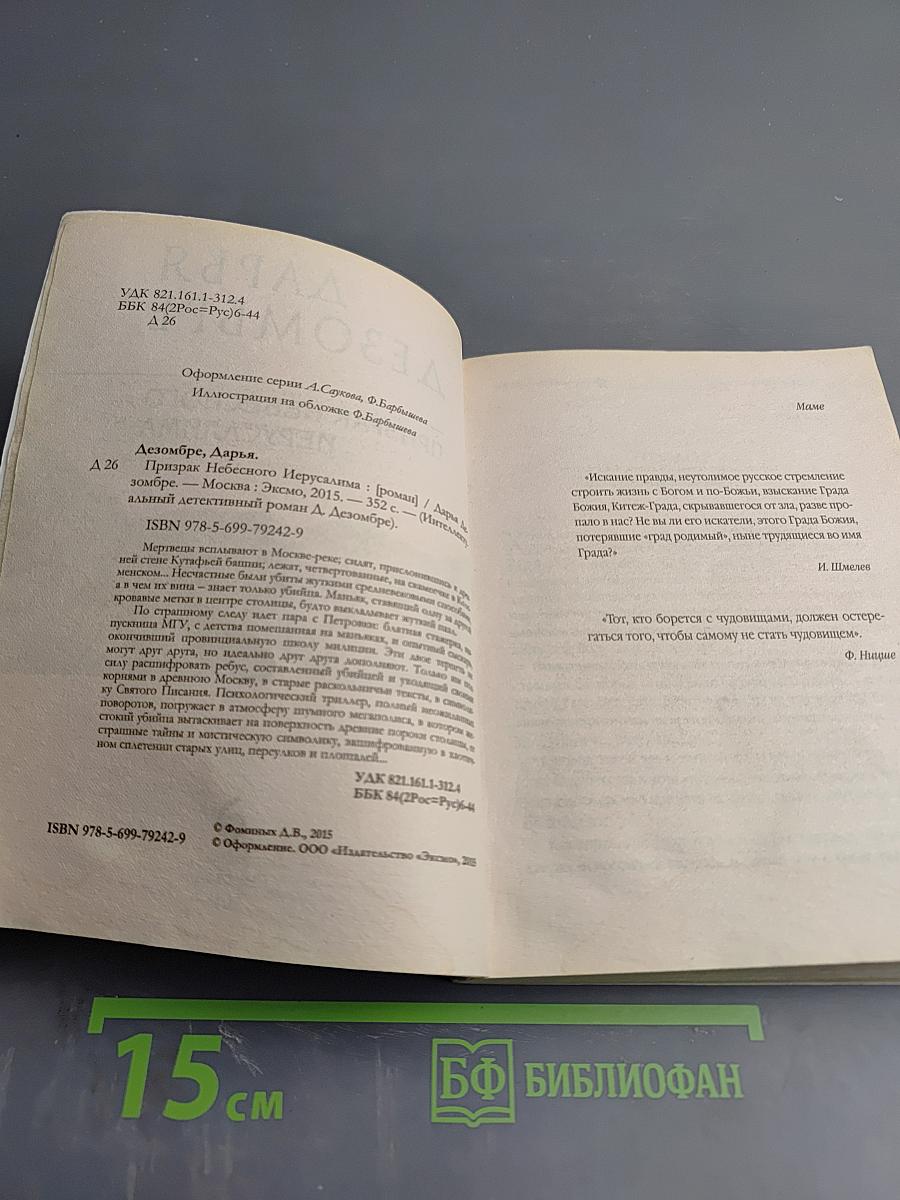 УДК 821.161.1-312.4
ББК 84(2Рос=Рус)6-44
Д 26
Оформление серии А.Саукова, Ф.Барбышева
Иллюстрация на обложке Ф.Барбышева
Дезомбре, Дарья.
Д 26 Призрак Небесного Иерусалима : [роман] / Дарья Де-
зомбре. — Москва : Эксмо, 2015. — 352 с. — (Интеллекту-
альный детективный роман Д. Дезомбре).
ISBN 978-5-699-79242-9
Мертвецы всплывают в Москве-реке; сидят, прислонившись к древ-
ней стене Кутафьей башни; лежат, четвертованные, на скамеечке в Коло-
менском... Несчастные были убиты жуткими средневековыми способами,
а в чем их вина – знает только убийца. Маньяк, ставящий одну за другой
кровавые метки в центре столицы, будто выкладывает жуткий пазл.
По страшному следу идет пара с Петровки: блатная стажерка, вы-
пускница МГУ, с детства помешанная на маньяках, и опытный сыскарь,
окончивший провинциальную школу милиции. Эти двое терпеть не
могут друг друга, но идеально друг друга дополняют. Только им под
силу расшифровать ребус, составленный убийцей и уходящий своими
корнями в древнюю Москву, в старые раскольничьи тексты, в символи-
ку Святого Писания. Психологический триллер, полный неожиданных
поворотов, погружает в атмосферу шумного мегаполиса, в котором же-
стокий убийца вытаскивает на поверхность древние пороки столицы, ее
страшные тайны и мистическую символику, зашифрованную в хаотич-
ном сплетении старых улиц, переулков и площадей...
УДК 821.161.1-312.4
ББК 84(2Рос=Рус)6-44
© Фоминых Д.В., 2015
© Оформление. ООО «Издательство «Эксмо», 2015
ISBN 978-5-699-79242-9
Маме
«Искание правды, неутолимое русское стремление
строить жизнь с Богом и по-Божьи, взыскание Града
Божия, Китеж-Града, скрывавшегося от зла, разве про-
пало в нас? Не вы ли его искатели, этого Града Божия,
потерявшие «град родимый», ныне трудящиеся во имя
Града?»
И. Шмелев
«Тот, кто борется с чудовищами, должен остере-
гаться того, чтобы самому не стать чудовищем».
Ф. Ницше
15 см
БФ БИБЛИОФАН